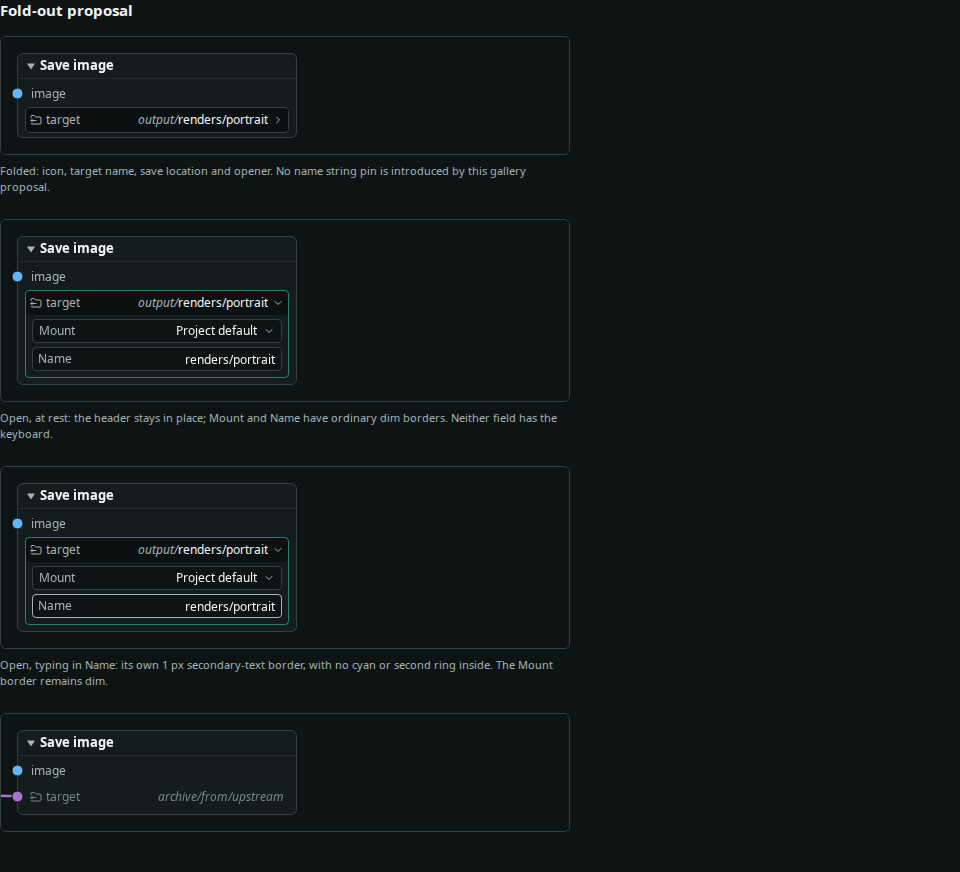 Fold-out proposal
Save image
image
target output/renders/portrait
Folded: icon, target name, save location and opener. No name string pin is introduced by this gallery
proposal.
Save image
image
target output/renders/portrait
Mount Project default
Name renders/portrait
Open, at rest: the header stays in place; Mount and Name have ordinary dim borders. Neither field has the
keyboard.
Save image
image
target output/renders/portrait
Mount Project default
Name renders/portrait
Open, typing in Name: its own 1 px secondary-text border, with no cyan or second ring inside. The Mount
border remains dim.
Save image
image
target archive/from/upstream